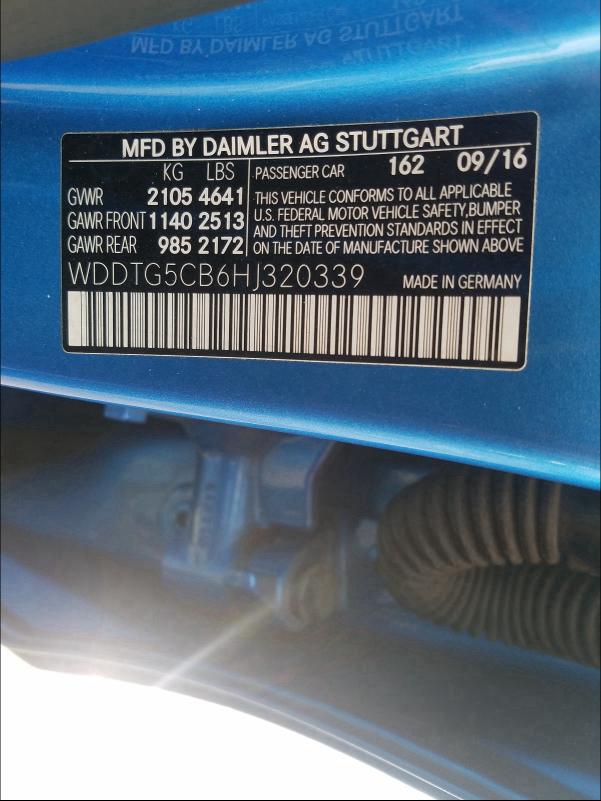 MFD BY DAIMLER AG STUTTGART
KG LBS PASSENGER CAR 162 09/16
GVWR 2105 4641
GAWR FRONT 1140 2513
GAWR REAR 985 2172
THIS VEHICLE CONFORMS TO ALL APPLICABLE
U.S. FEDERAL MOTOR VEHICLE SAFETY,BUMPER
AND THEFT PREVENTION STANDARDS IN EFFECT
ON THE DATE OF MANUFACTURE SHOWN ABOVE
WDDTG5CB6HJ320339 MADE IN GERMANY